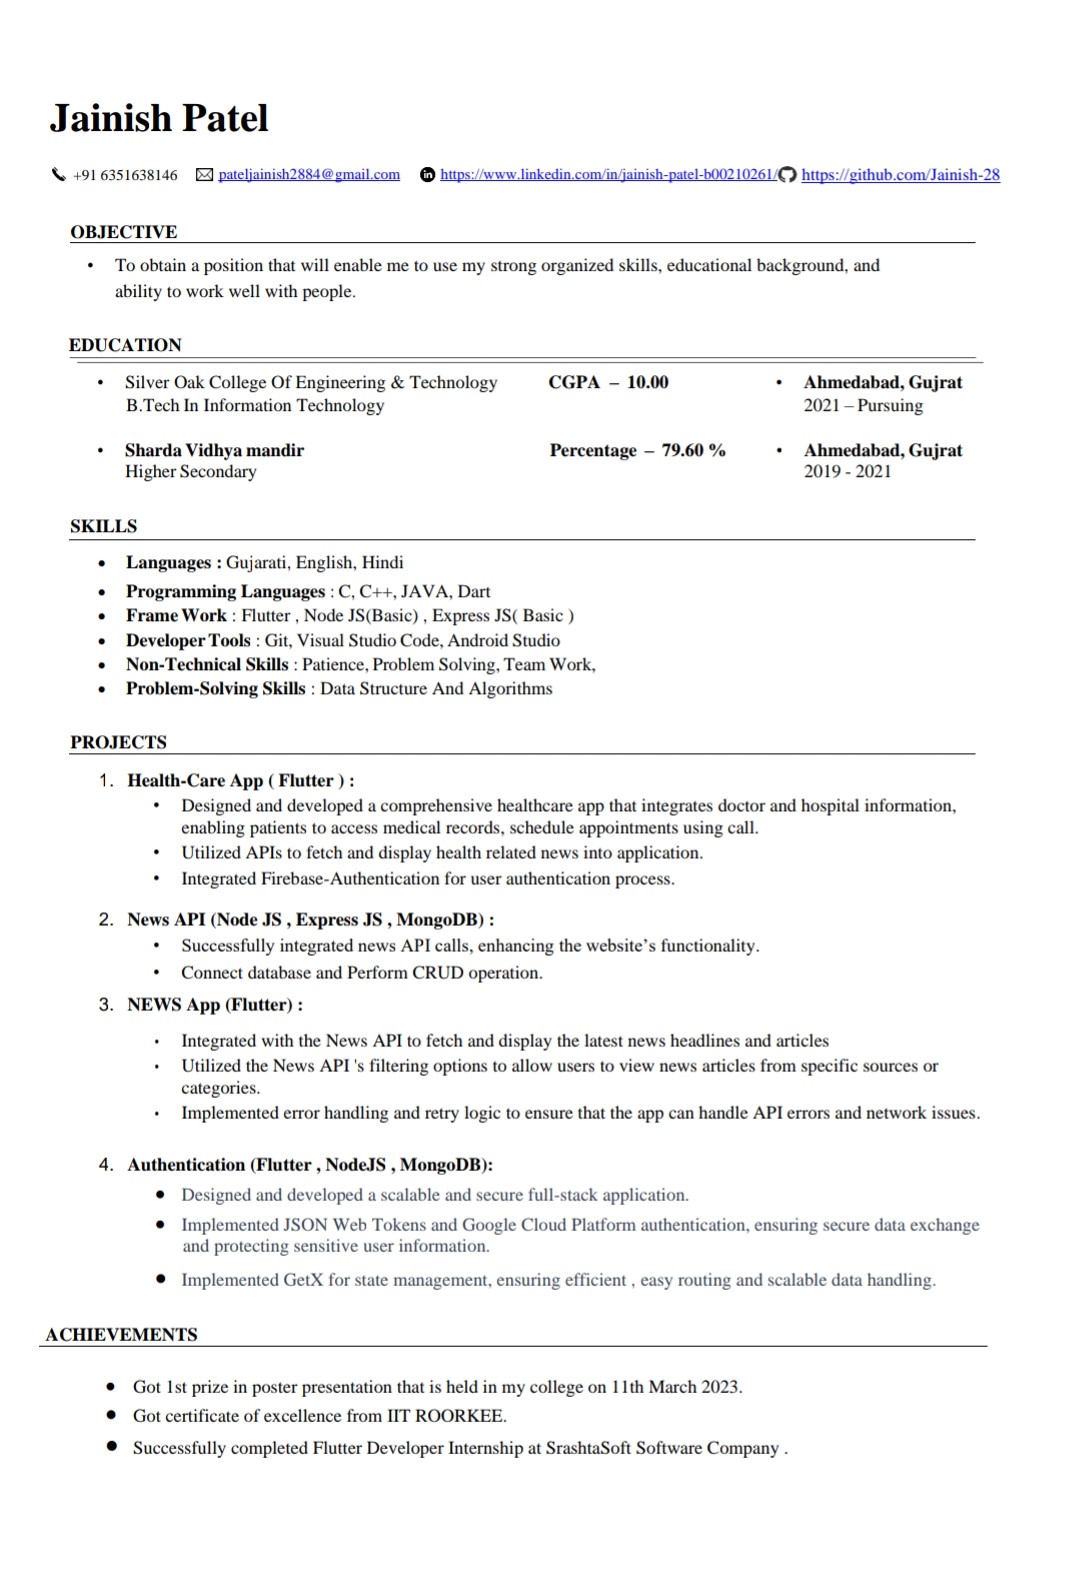 Jainish Patel
+91 6351638146 pateljainish2884@gmail.com https://www.linkedin.com/in/jainish-patel-b00210261/ https://github.com/Jainish-28
OBJECTIVE
• To obtain a position that will enable me to use my strong organized skills, educational background, and
ability to work well with people.
EDUCATION
• Silver Oak College Of Engineering & Technology CGPA – 10.00 • Ahmedabad, Gujrat
B.Tech In Information Technology 2021 – Pursuing
• Sharda Vidhya mandir Percentage – 79.60 % • Ahmedabad, Gujrat
Higher Secondary 2019 - 2021
SKILLS
• Languages : Gujarati, English, Hindi
• Programming Languages : C, C++, JAVA, Dart
• Frame Work : Flutter , Node JS(Basic) , Express JS( Basic )
• Developer Tools : Git, Visual Studio Code, Android Studio
• Non-Technical Skills : Patience, Problem Solving, Team Work,
• Problem-Solving Skills : Data Structure And Algorithms
PROJECTS
1. Health-Care App ( Flutter ) :
• Designed and developed a comprehensive healthcare app that integrates doctor and hospital information,
enabling patients to access medical records, schedule appointments using call.
• Utilized APIs to fetch and display health related news into application.
• Integrated Firebase-Authentication for user authentication process.
2. News API (Node JS , Express JS , MongoDB) :
• Successfully integrated news API calls, enhancing the website’s functionality.
• Connect database and Perform CRUD operation.
3. NEWS App (Flutter) :
• Integrated with the News API to fetch and display the latest news headlines and articles
• Utilized the News API 's filtering options to allow users to view news articles from specific sources or
categories.
• Implemented error handling and retry logic to ensure that the app can handle API errors and network issues.
4. Authentication (Flutter , NodeJS , MongoDB):
• Designed and developed a scalable and secure full-stack application.
• Implemented JSON Web Tokens and Google Cloud Platform authentication, ensuring secure data exchange
and protecting sensitive user information.
• Implemented GetX for state management, ensuring efficient , easy routing and scalable data handling.
ACHIEVEMENTS
• Got 1st prize in poster presentation that is held in my college on 11th March 2023.
• Got certificate of excellence from IIT ROORKEE.
• Successfully completed Flutter Developer Internship at SrashtaSoft Software Company .